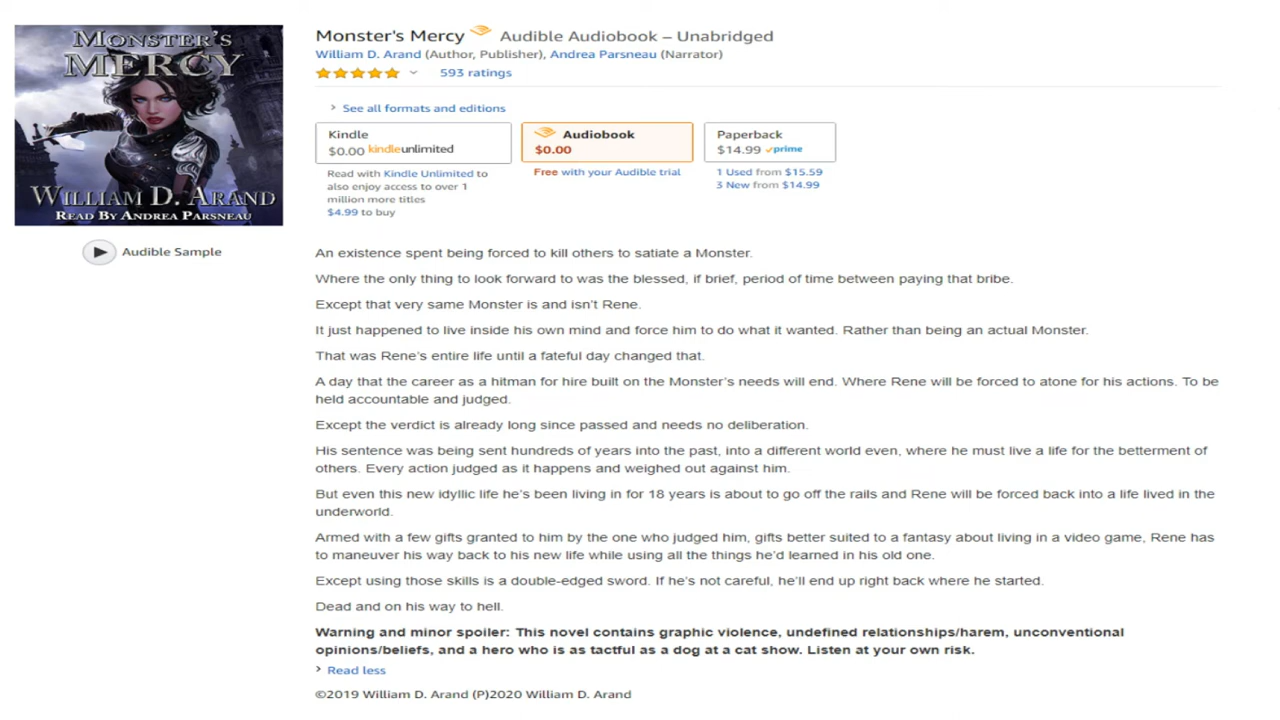 MONSTER'S
MERCY
WILLIAM D. ARAND
READ BY ANDREA PARSNEAU
Audible Sample
Monster's Mercy Audible Audiobook – Unabridged
William D. Arand (Author, Publisher), Andrea Parsneau (Narrator)
593 ratings
See all formats and editions
Kindle
$0.00 kindleunlimited
Read with Kindle Unlimited to
also enjoy access to over 1
million more titles
$4.99 to buy
Audiobook
$0.00
Free with your Audible trial
Paperback
$14.99 prime
1 Used from $15.59
3 New from $14.99
An existence spent being forced to kill others to satiate a Monster.
Where the only thing to look forward to was the blessed, if brief, period of time between paying that bribe.
Except that very same Monster is and isn't Rene.
It just happened to live inside his own mind and force him to do what it wanted. Rather than being an actual Monster.
That was Rene's entire life until a fateful day changed that.
A day that the career as a hitman for hire built on the Monster's needs will end. Where Rene will be forced to atone for his actions. To be
held accountable and judged.
Except the verdict is already long since passed and needs no deliberation.
His sentence was being sent hundreds of years into the past, into a different world even, where he must live a life for the betterment of
others. Every action judged as it happens and weighed out against him.
But even this new idyllic life he's been living in for 18 years is about to go off the rails and Rene will be forced back into a life lived in the
underworld.
Armed with a few gifts granted to him by the one who judged him, gifts better suited to a fantasy about living in a video game, Rene has
to maneuver his way back to his new life while using all the things he'd learned in his old one.
Except using those skills is a double-edged sword. If he's not careful, he'll end up right back where he started.
Dead and on his way to hell.
Warning and minor spoiler: This novel contains graphic violence, undefined relationships/harem, unconventional
opinions/beliefs, and a hero who is as tactful as a dog at a cat show. Listen at your own risk.
Read less
©2019 William D. Arand (P)2020 William D. Arand